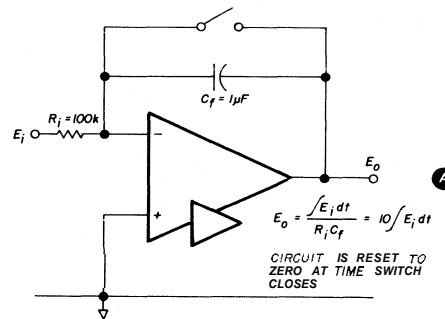 C_f = 1µF
R_i = 100k
E_i
−
+
E_o
A
E_o = ∫E_i dt / R_i C_f = 10∫E_i dt
CIRCUIT IS RESET TO
ZERO AT TIME SWITCH
CLOSES